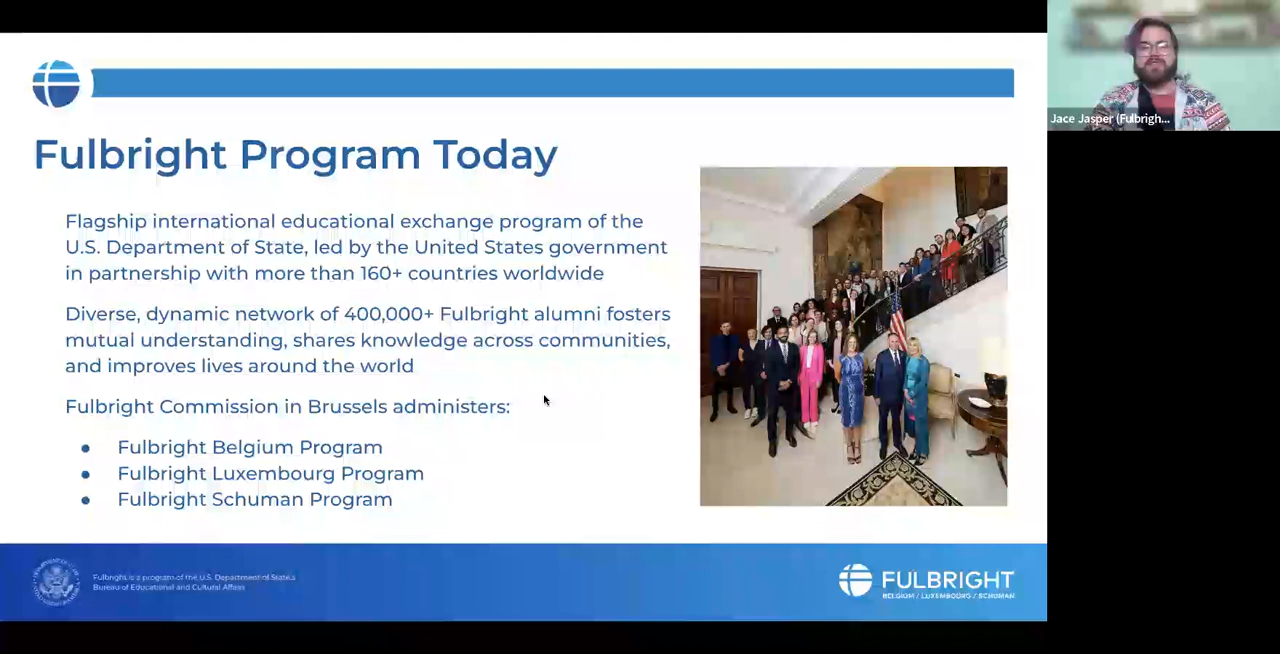 Fulbright Program Today
Flagship international educational exchange program of the
U.S. Department of State, led by the United States government
in partnership with more than 160+ countries worldwide
Diverse, dynamic network of 400,000+ Fulbright alumni fosters
mutual understanding, shares knowledge across communities,
and improves lives around the world
Fulbright Commission in Brussels administers:
● Fulbright Belgium Program
● Fulbright Luxembourg Program
● Fulbright Schuman Program
Fulbright is a program of the U.S. Department of State's
Bureau of Educational and Cultural Affairs
FULBRIGHT
BELGIUM / LUXEMBOURG / SCHUMAN
Jace Jasper (Fulbrigh...